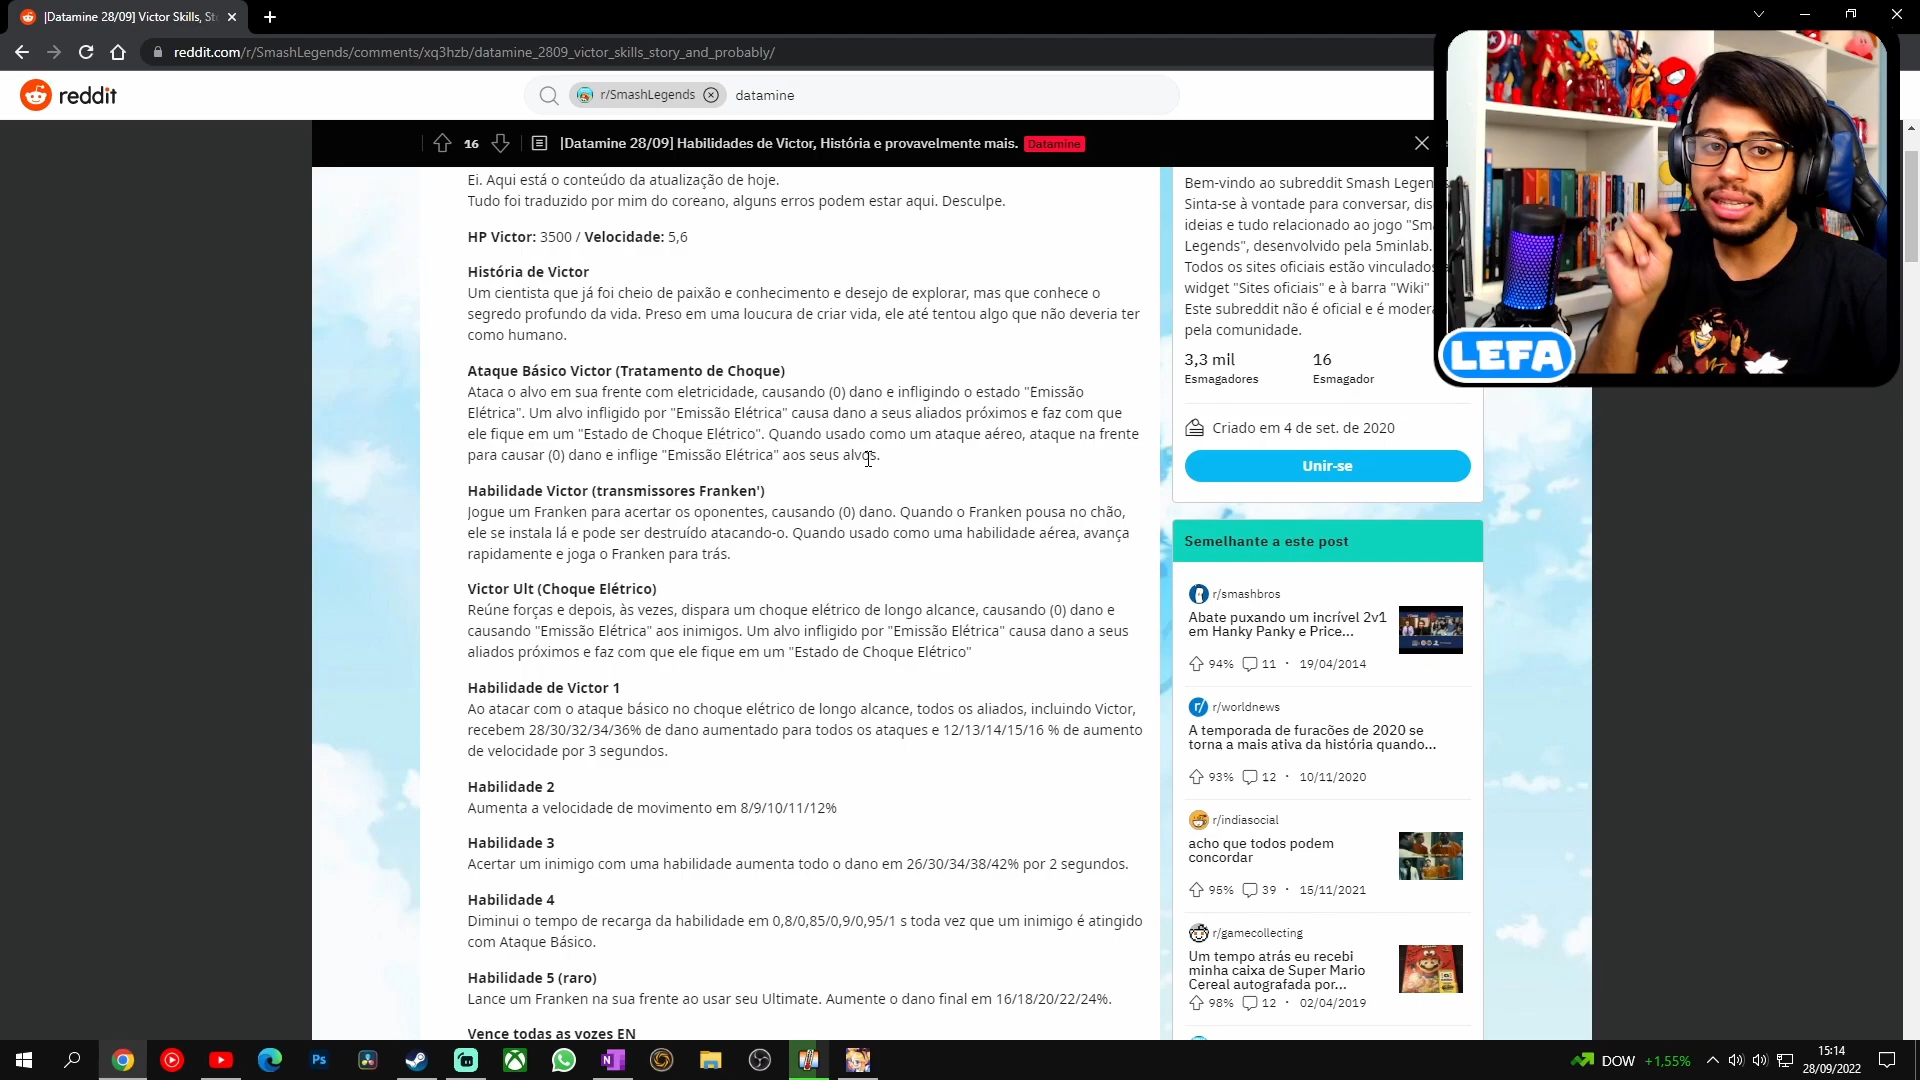 |Datamine 28/09] Victor Skills, St
reddit.com/r/SmashLegends/comments/xq3hzb/datamine_2809_victor_skills_story_and_probably/
reddit
r/SmashLegends
datamine
16
|Datamine 28/09] Habilidades de Victor, História e provavelmente mais.
Datamine
Ei. Aqui está o conteúdo da atualização de hoje.
Tudo foi traduzido por mim do coreano, alguns erros podem estar aqui. Desculpe.
HP Victor: 3500 / Velocidade: 5,6
História de Victor
Um cientista que já foi cheio de paixão e conhecimento e desejo de explorar, mas que conhece o
segredo profundo da vida. Preso em uma loucura de criar vida, ele até tentou algo que não deveria ter
como humano.
Ataque Básico Victor (Tratamento de Choque)
Ataca o alvo em sua frente com eletricidade, causando (0) dano e infligindo o estado "Emissão
Elétrica". Um alvo infligido por "Emissão Elétrica" causa dano a seus aliados próximos e faz com que
ele fique em um "Estado de Choque Elétrico". Quando usado como um ataque aéreo, ataque na frente
para causar (0) dano e inflige "Emissão Elétrica" aos seus alvos.
Habilidade Victor (transmissores Franken')
Jogue um Franken para acertar os oponentes, causando (0) dano. Quando o Franken pousa no chão,
ele se instala lá e pode ser destruído atacando-o. Quando usado como uma habilidade aérea, avança
rapidamente e joga o Franken para trás.
Victor Ult (Choque Elétrico)
Reúne forças e depois, às vezes, dispara um choque elétrico de longo alcance, causando (0) dano e
causando "Emissão Elétrica" aos inimigos. Um alvo infligido por "Emissão Elétrica" causa dano a seus
aliados próximos e faz com que ele fique em um "Estado de Choque Elétrico"
Habilidade de Victor 1
Ao atacar com o ataque básico no choque elétrico de longo alcance, todos os aliados, incluindo Victor,
recebem 28/30/32/34/36% de dano aumentado para todos os ataques e 12/13/14/15/16 % de aumento
de velocidade por 3 segundos.
Habilidade 2
Aumenta a velocidade de movimento em 8/9/10/11/12%
Habilidade 3
Acertar um inimigo com uma habilidade aumenta todo o dano em 26/30/34/38/42% por 2 segundos.
Habilidade 4
Diminui o tempo de recarga da habilidade em 0,8/0,85/0,9/0,95/1 s toda vez que um inimigo é atingido
com Ataque Básico.
Habilidade 5 (raro)
Lance um Franken na sua frente ao usar seu Ultimate. Aumente o dano final em 16/18/20/22/24%.
Vence todas as vozes EN
Bem-vindo ao subreddit Smash Legen
Sinta-se à vontade para conversar, dis
ideias e tudo relacionado ao jogo "Sm
Legends", desenvolvido pela 5minlab.
Todos os sites oficiais estão vinculados
widget "Sites oficiais" e à barra "Wiki"
Este subreddit não é oficial e é moder
pela comunidade.
3,3 mil
Esmagadores
16
Esmagador
Criado em 4 de set. de 2020
Unir-se
Semelhante a este post
r/smashbros
Abate puxando um incrível 2v1
em Hanky Panky e Price...
94% 11 · 19/04/2014
r/worldnews
A temporada de furacões de 2020 se
torna a mais ativa da história quando...
93% 12 · 10/11/2020
r/indiasocial
acho que todos podem
concordar
95% 39 · 15/11/2021
r/gamecollecting
Um tempo atrás eu recebi
minha caixa de Super Mario
Cereal autografada por...
98% 12 · 02/04/2019
LEFA
Ps
N
DOW +1,55%
15:14
28/09/2022